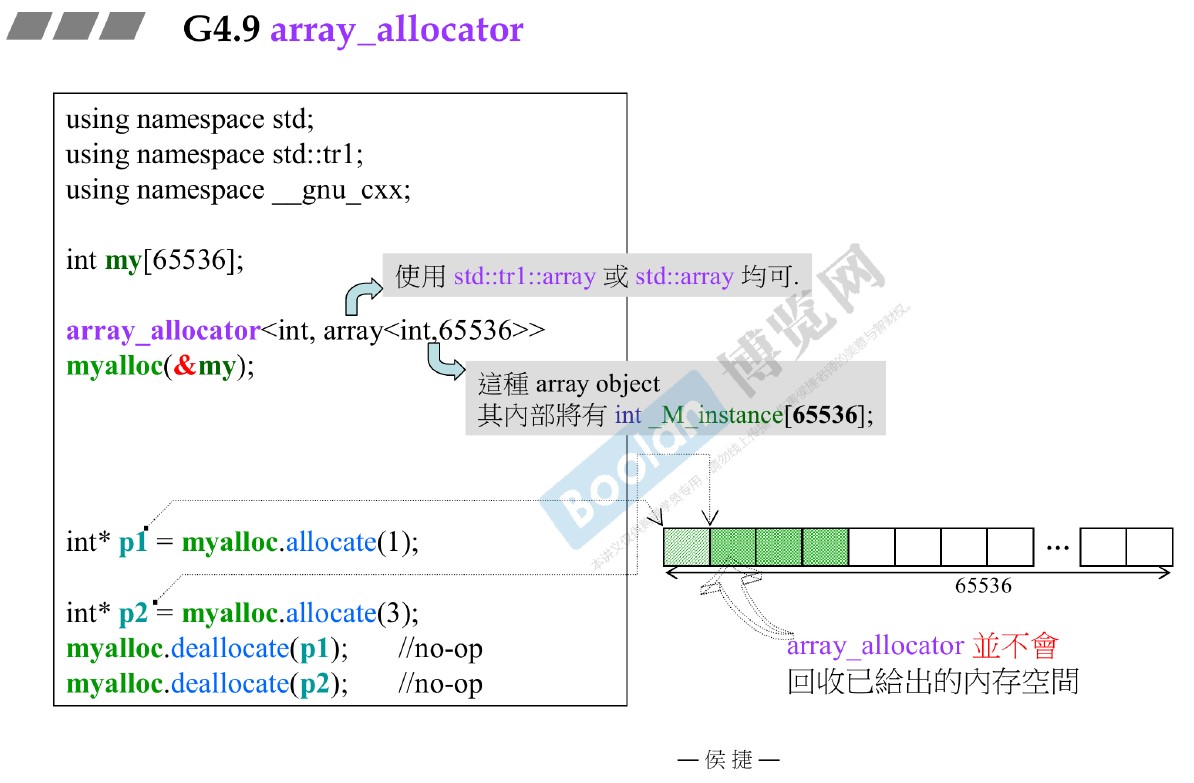 G4.9 array_allocator
using namespace std;
using namespace std::tr1;
using namespace __gnu_cxx;
int my[65536];
使用 std::tr1::array 或 std::array 均可.
array_allocator<int, array<int,65536>>
myalloc(&my);
這種 array object
其內部將有 int _M_instance[65536];
Boolan 博览网
int* p1 = myalloc.allocate(1);
...
65536
int* p2 = myalloc.allocate(3);
myalloc.deallocate(p1); //no-op
myalloc.deallocate(p2); //no-op
array_allocator 並不會
回收已給出的內存空間
— 侯捷 —